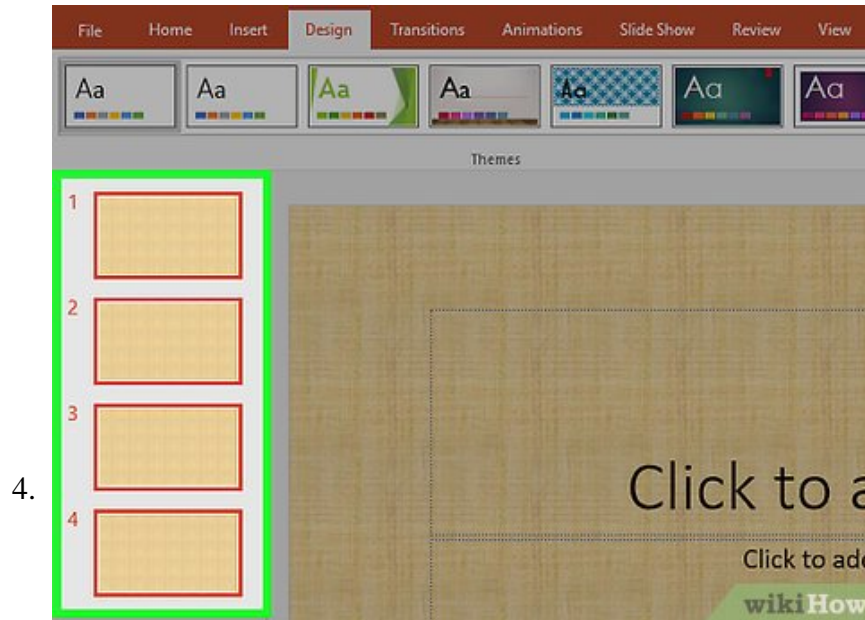 File Home Insert Design Transitions Animations Slide Show Review View
Aa Aa Aa Aa Aa Aa Aa
Themes
1
2
3
4
4.
Click to a
Click to add
wikiHow